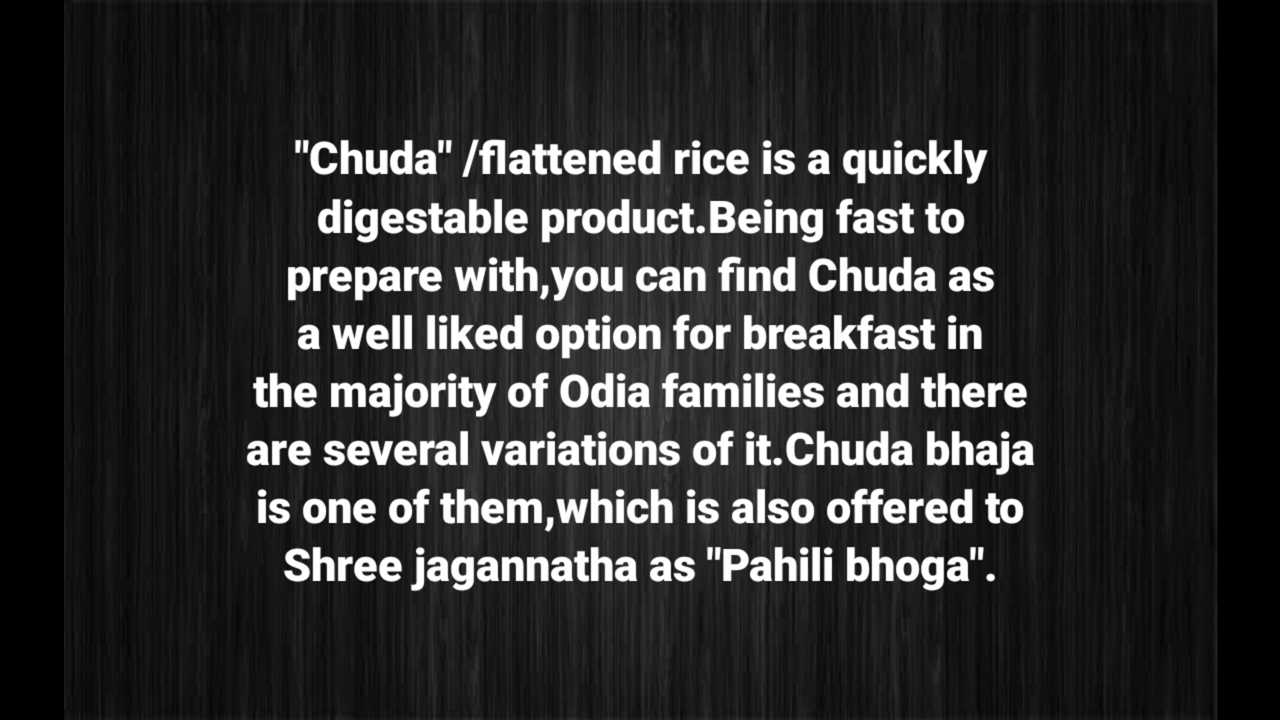 "Chuda" /flattened rice is a quickly
digestable product.Being fast to
prepare with,you can find Chuda as
a well liked option for breakfast in
the majority of Odia families and there
are several variations of it.Chuda bhaja
is one of them,which is also offered to
Shree jagannatha as "Pahili bhoga".